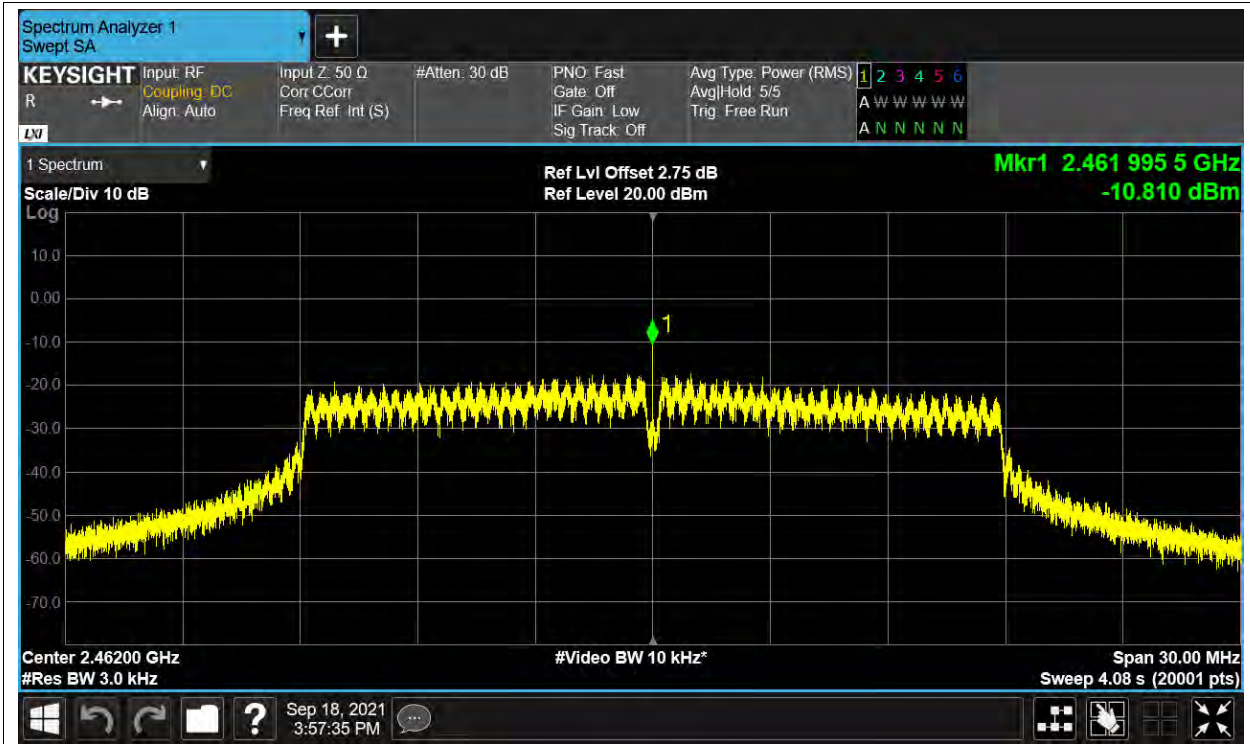 Spectrum Analyzer 1
Swept SA
+
KEYSIGHT
R
LXI
Input: RF
Coupling: DC
Align: Auto
Input Z: 50 Ω
Corr CCorr
Freq Ref: Int (S)
#Atten: 30 dB
PNO: Fast
Gate: Off
IF Gain: Low
Sig Track: Off
Avg Type: Power (RMS)
Avg|Hold: 5/5
Trig: Free Run
1 2 3 4 5 6
A W W W W W
A N N N N N
1 Spectrum
Scale/Div 10 dB
Log
Ref Lvl Offset 2.75 dB
Ref Level 20.00 dBm
Mkr1 2.461 995 5 GHz
-10.810 dBm
10.0
0.00
-10.0
-20.0
-30.0
-40.0
-50.0
-60.0
-70.0
1
Center 2.46200 GHz
#Res BW 3.0 kHz
#Video BW 10 kHz*
Span 30.00 MHz
Sweep 4.08 s (20001 pts)
?
Sep 18, 2021
3:57:35 PM